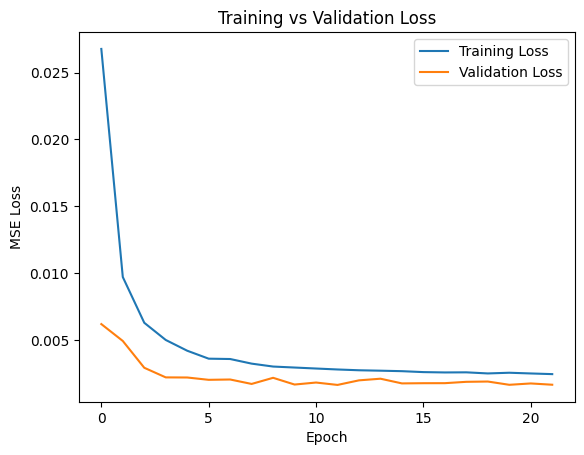 Training vs Validation Loss
Training Loss
Validation Loss
MSE Loss
0.025
0.020
0.015
0.010
0.005
0
5
10
15
20
Epoch